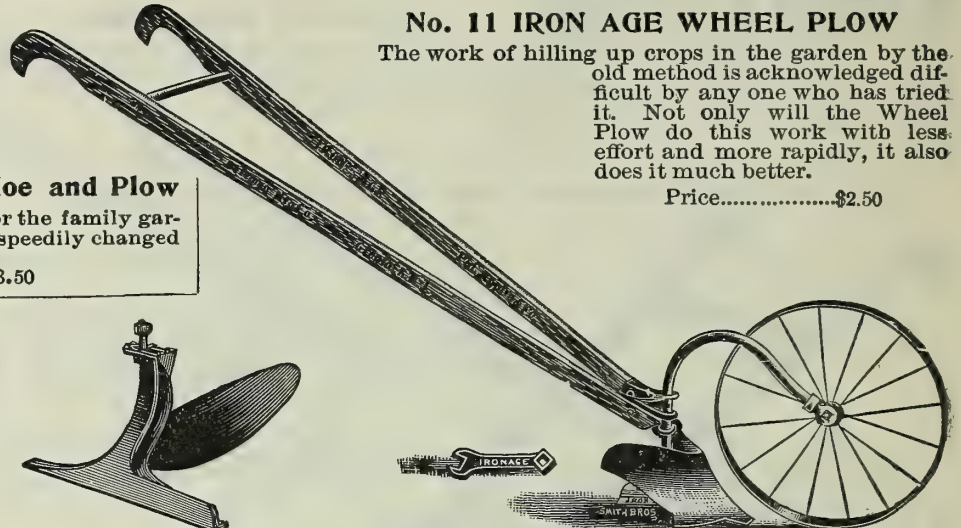 No. 11 IRON AGE WHEEL PLOW
The work of hilling up crops in the garden by the
old method is acknowledged dif-
ficult by any one who has tried
it. Not only will the Wheel
Plow do this work with less
effort and more rapidly, it also
does it much better.
Price..................$2.50
Hoe and Plow
or the family gar-
speedily changed
3.50
IRONAGE
IRON
SMITH BROS